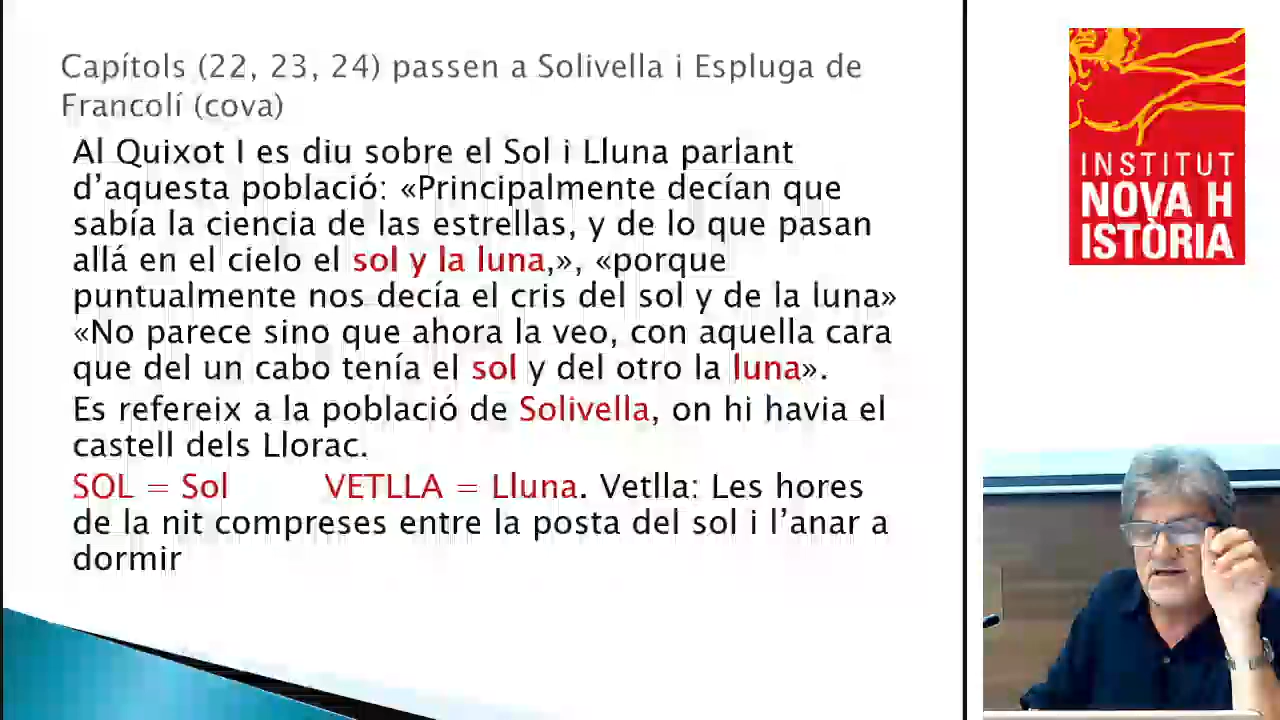 Capítols (22, 23, 24) passen a Solivella i Espluga de
Francolí (cova)
Al Quixot I es diu sobre el Sol i Lluna parlant
d’aquesta població: «Principalmente decían que
sabía la ciencia de las estrellas, y de lo que pasan
allá en el cielo el sol y la luna,», «porque
puntualmente nos decía el cris del sol y de la luna»
«No parece sino que ahora la veo, con aquella cara
que del un cabo tenía el sol y del otro la luna».
Es refereix a la població de Solivella, on hi havia el
castell dels Llorac.
SOL = Sol VETLLA = Lluna. Vetlla: Les hores
de la nit compreses entre la posta del sol i l’anar a
dormir
INSTITUT
NOVA H
ISTÒRIA